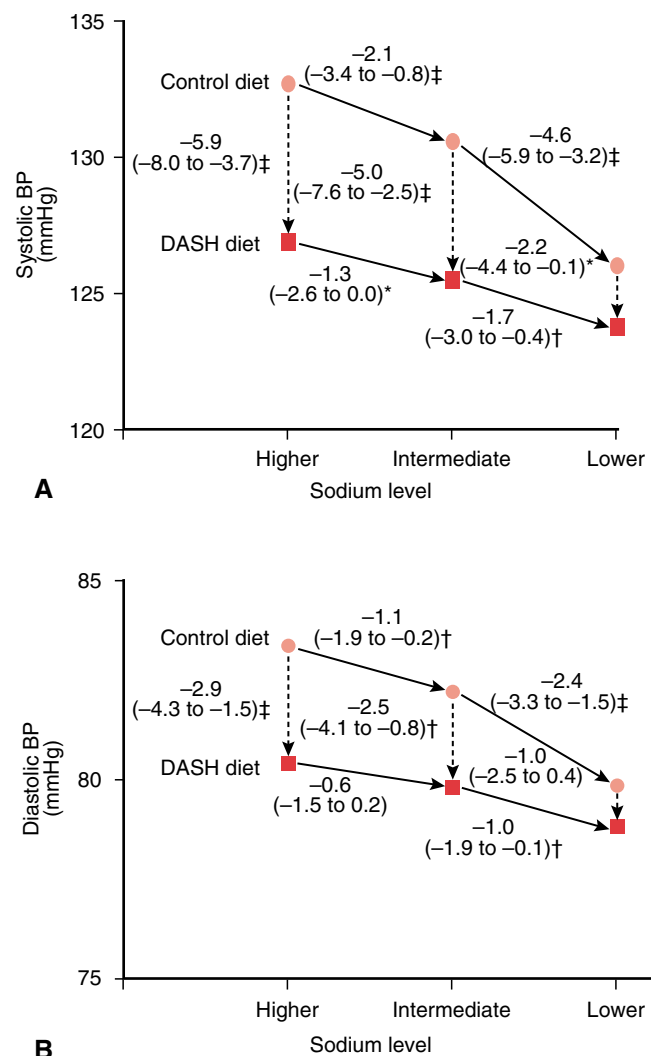 135
−2.1
(−3.4 to −0.8)‡
Control diet
−4.6
(−5.9 to −3.2)‡
−5.9
(−8.0 to −3.7)‡
130
−5.0
(−7.6 to −2.5)‡
Systolic BP
(mmHg)
DASH diet
−2.2
(−4.4 to −0.1)*
−1.3
(−2.6 to 0.0)*
125
−1.7
(−3.0 to −0.4)†
120
Higher
Intermediate
Lower
A
Sodium level
85
−1.1
(−1.9 to −0.2)†
Control diet
−2.4
(−3.3 to −1.5)‡
−2.9
(−4.3 to −1.5)‡
−2.5
(−4.1 to −0.8)†
Diastolic BP
(mmHg)
DASH diet
−1.0
(−2.5 to 0.4)
80
−0.6
(−1.5 to 0.2)
−1.0
(−1.9 to −0.1)†
75
Higher
Intermediate
Lower
B
Sodium level